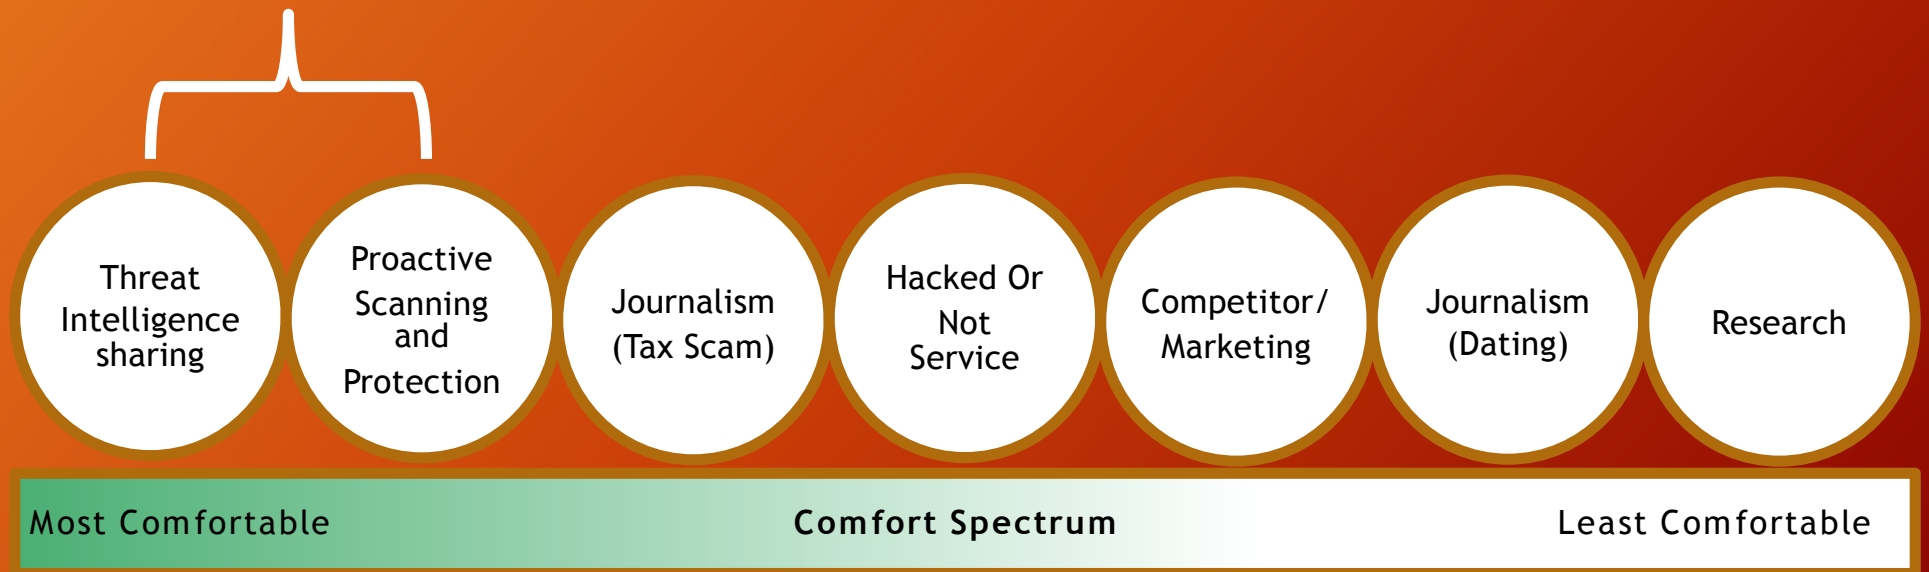 Threat
Intelligence
sharing
Proactive
Scanning
and
Protection
Journalism
(Tax Scam)
Hacked Or
Not
Service
Competitor/
Marketing
Journalism
(Dating)
Research
Most Comfortable
Comfort Spectrum
Least Comfortable